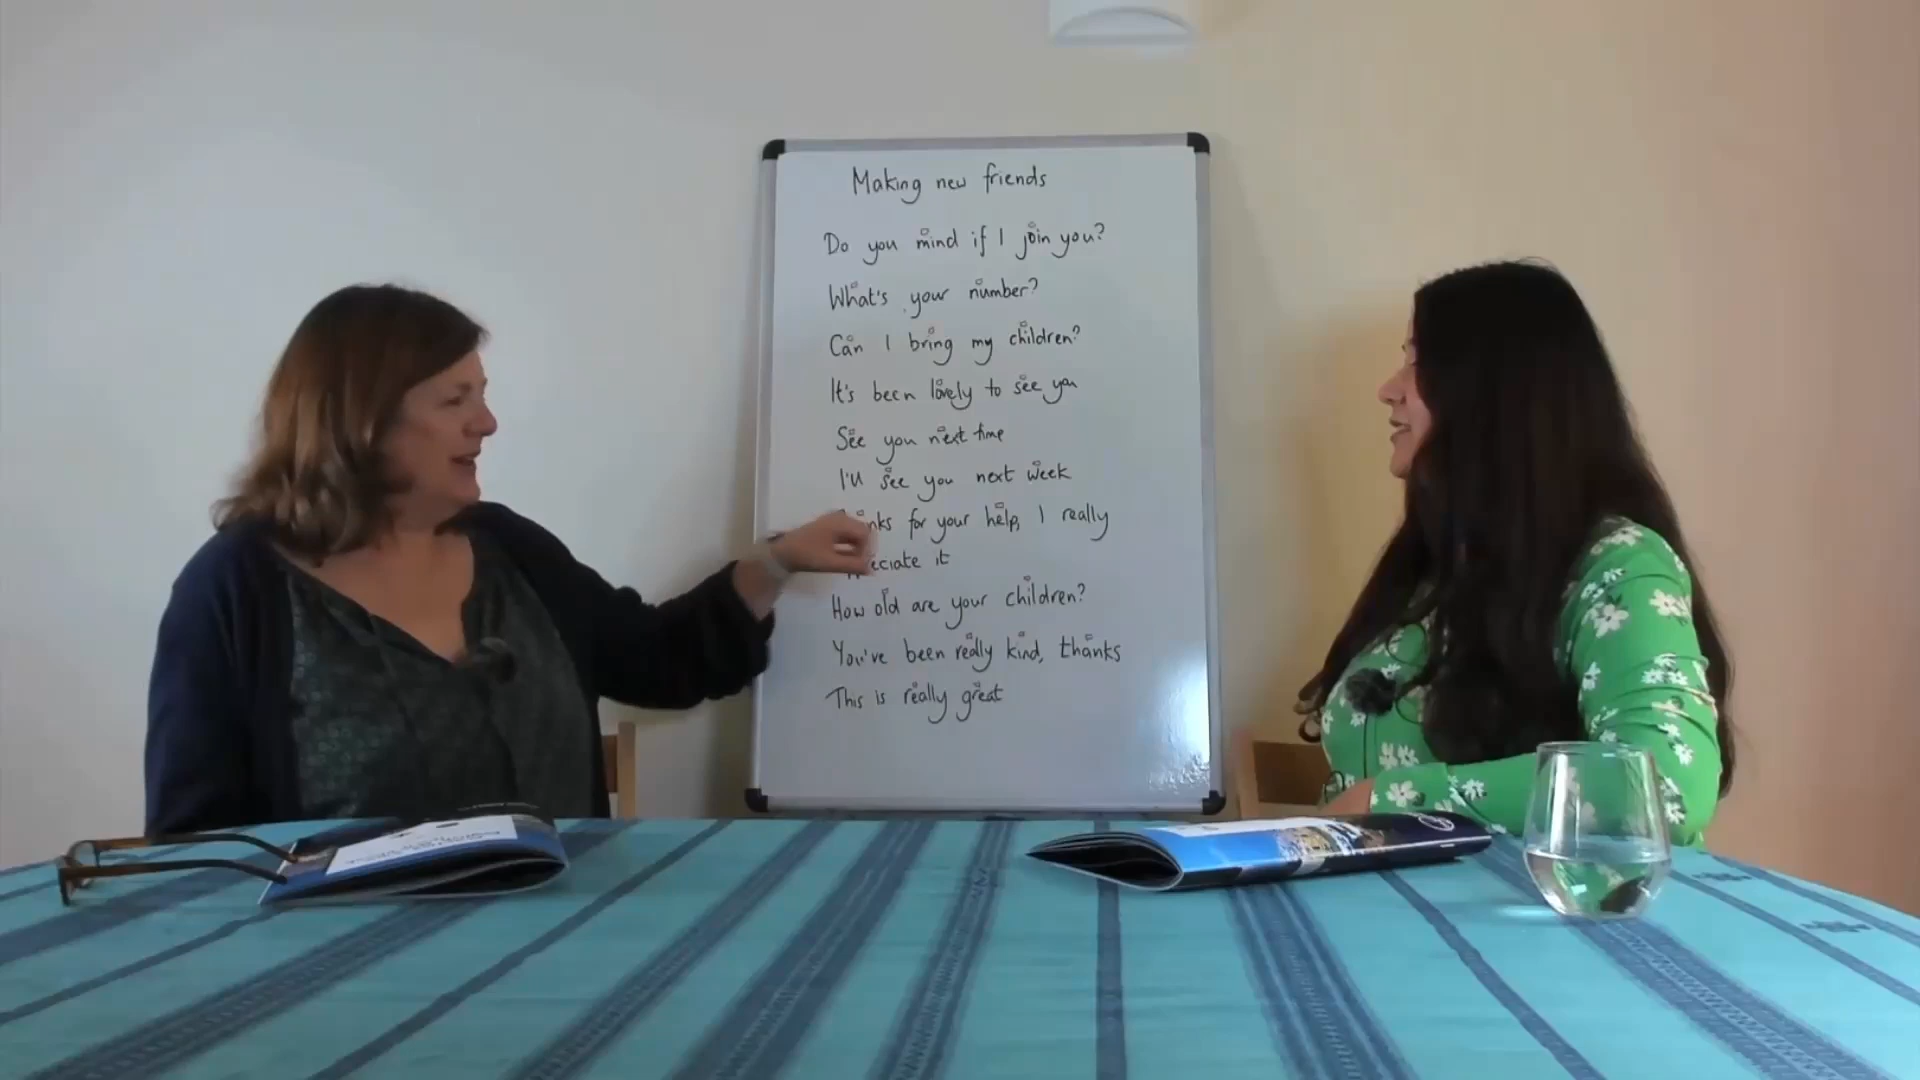 Making new friends
Do you mind if I join you?
What's your number?
Can I bring my children?
It's been lovely to see you
See you next time
I'll see you next week
for your help, I really
it
How old are your children?
You've been really kind, thanks
This is really great